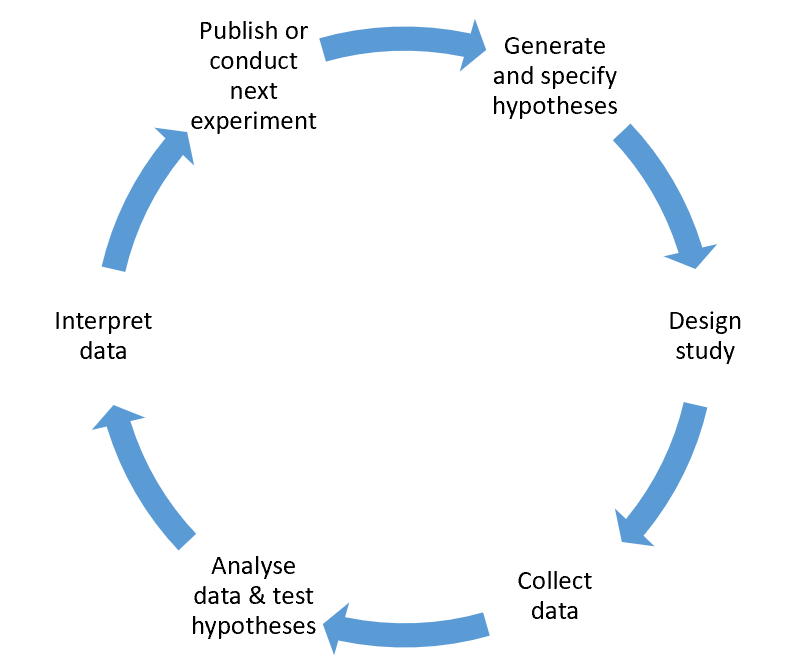 Publish or
conduct
next
experiment
Generate
and specify
hypotheses
Design
study
Collect
data
Analyse
data & test
hypotheses
Interpret
data